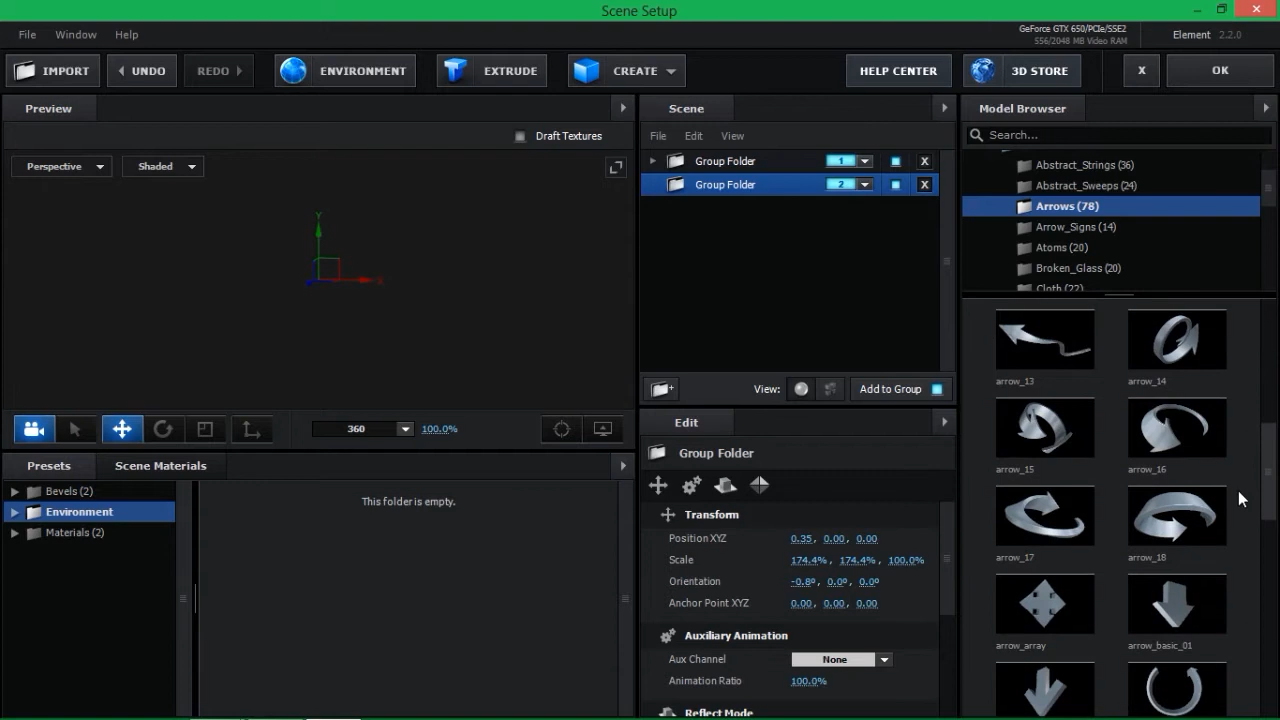 Scene Setup
File Window Help
GeForce GTX 650/PCIe/SSE2
556/2048 MB Video RAM
Element 2.2.0
IMPORT UNDO REDO ENVIRONMENT EXTRUDE CREATE HELP CENTER 3D STORE X OK
Preview
Draft Textures
Perspective Shaded
Y
X
360 100.0%
Presets Scene Materials
Bevels (2)
Environment
Materials (2)
This folder is empty.
Scene
File Edit View
Group Folder 1 X
Group Folder 2 X
View: Add to Group
Edit
Group Folder
Transform
Position XYZ 0.35, 0.00, 0.00
Scale 174.4%, 174.4%, 100.0%
Orientation -0.8º, 0.0º, 0.0º
Anchor Point XYZ 0.00, 0.00, 0.00
Auxiliary Animation
Aux Channel None
Animation Ratio 100.0%
Reflect Mode
Model Browser
Search...
Abstract_Strings (36)
Abstract_Sweeps (24)
Arrows (78)
Arrow_Signs (14)
Atoms (20)
Broken_Glass (20)
Cloth (22)
arrow_13 arrow_14
arrow_15 arrow_16
arrow_17 arrow_18
arrow_array arrow_basic_01